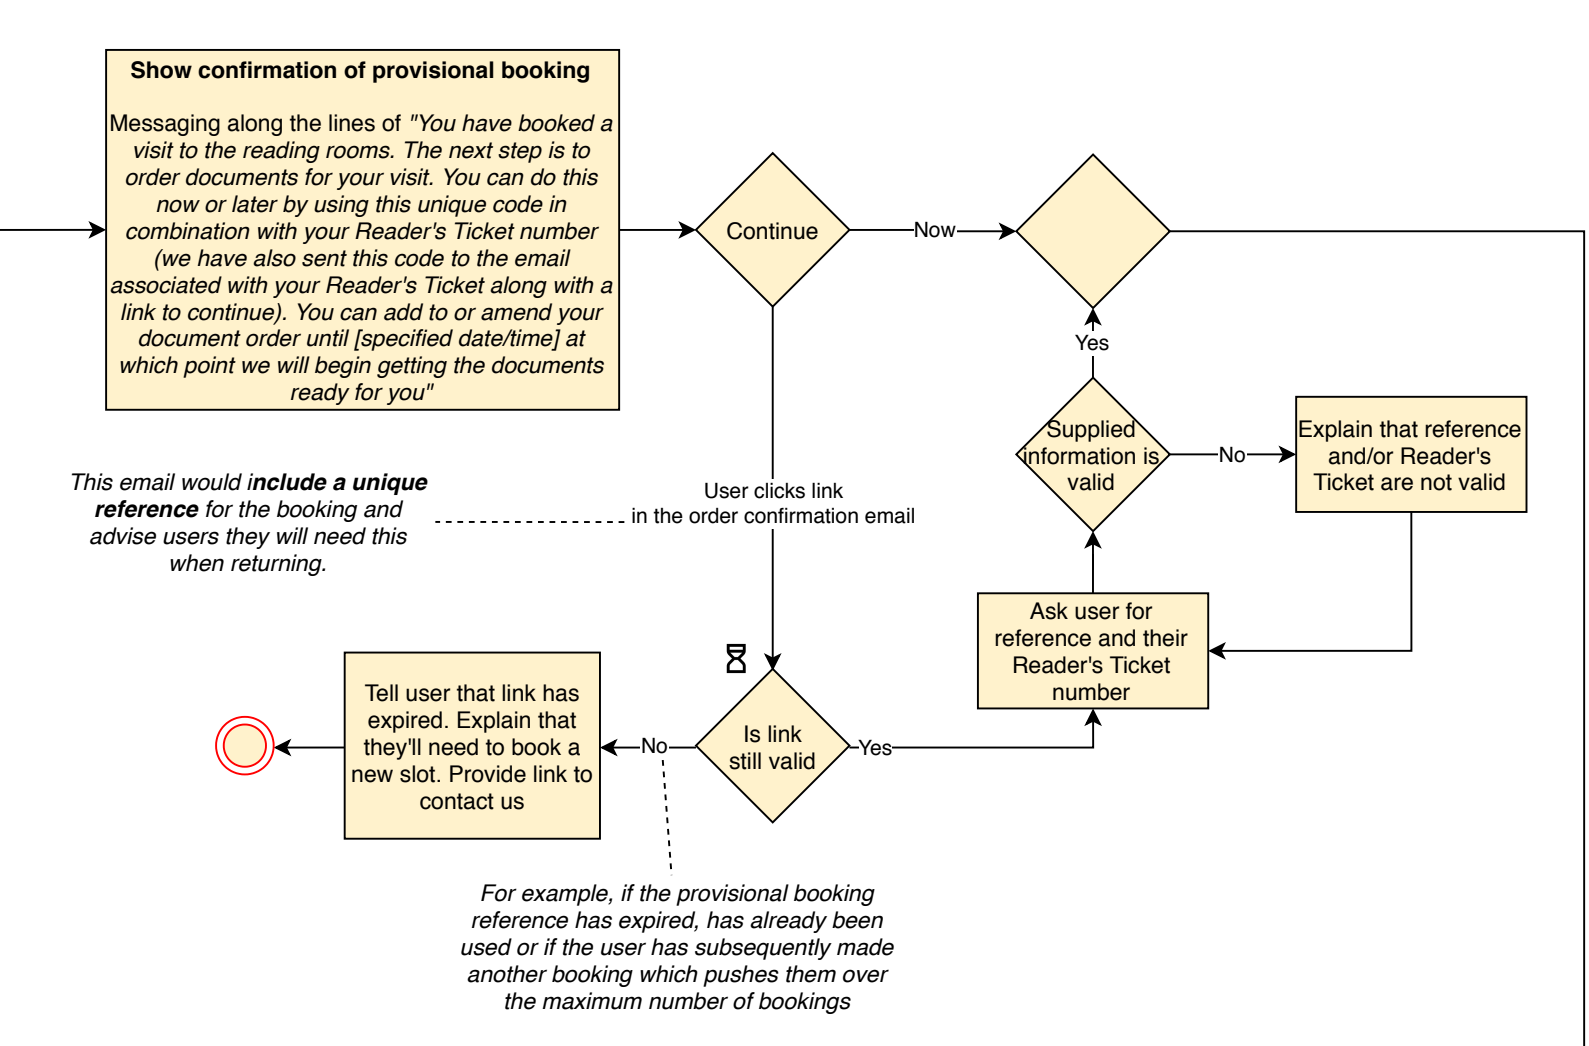 Show confirmation of provisional booking
Messaging along the lines of "You have booked a
visit to the reading rooms. The next step is to
order documents for your visit. You can do this
now or later by using this unique code in
combination with your Reader's Ticket number
(we have also sent this code to the email
associated with your Reader's Ticket along with a
link to continue). You can add to or amend your
document order until [specified date/time] at
which point we will begin getting the documents
ready for you"
Continue
Now
Yes
Supplied
information is
valid
No
Explain that reference
and/or Reader's
Ticket are not valid
This email would include a unique
reference for the booking and
advise users they will need this
when returning.
User clicks link
in the order confirmation email
Ask user for
reference and their
Reader's Ticket
number
Tell user that link has
expired. Explain that
they'll need to book a
new slot. Provide link to
contact us
No
Is link
still valid
Yes
For example, if the provisional booking
reference has expired, has already been
used or if the user has subsequently made
another booking which pushes them over
the maximum number of bookings